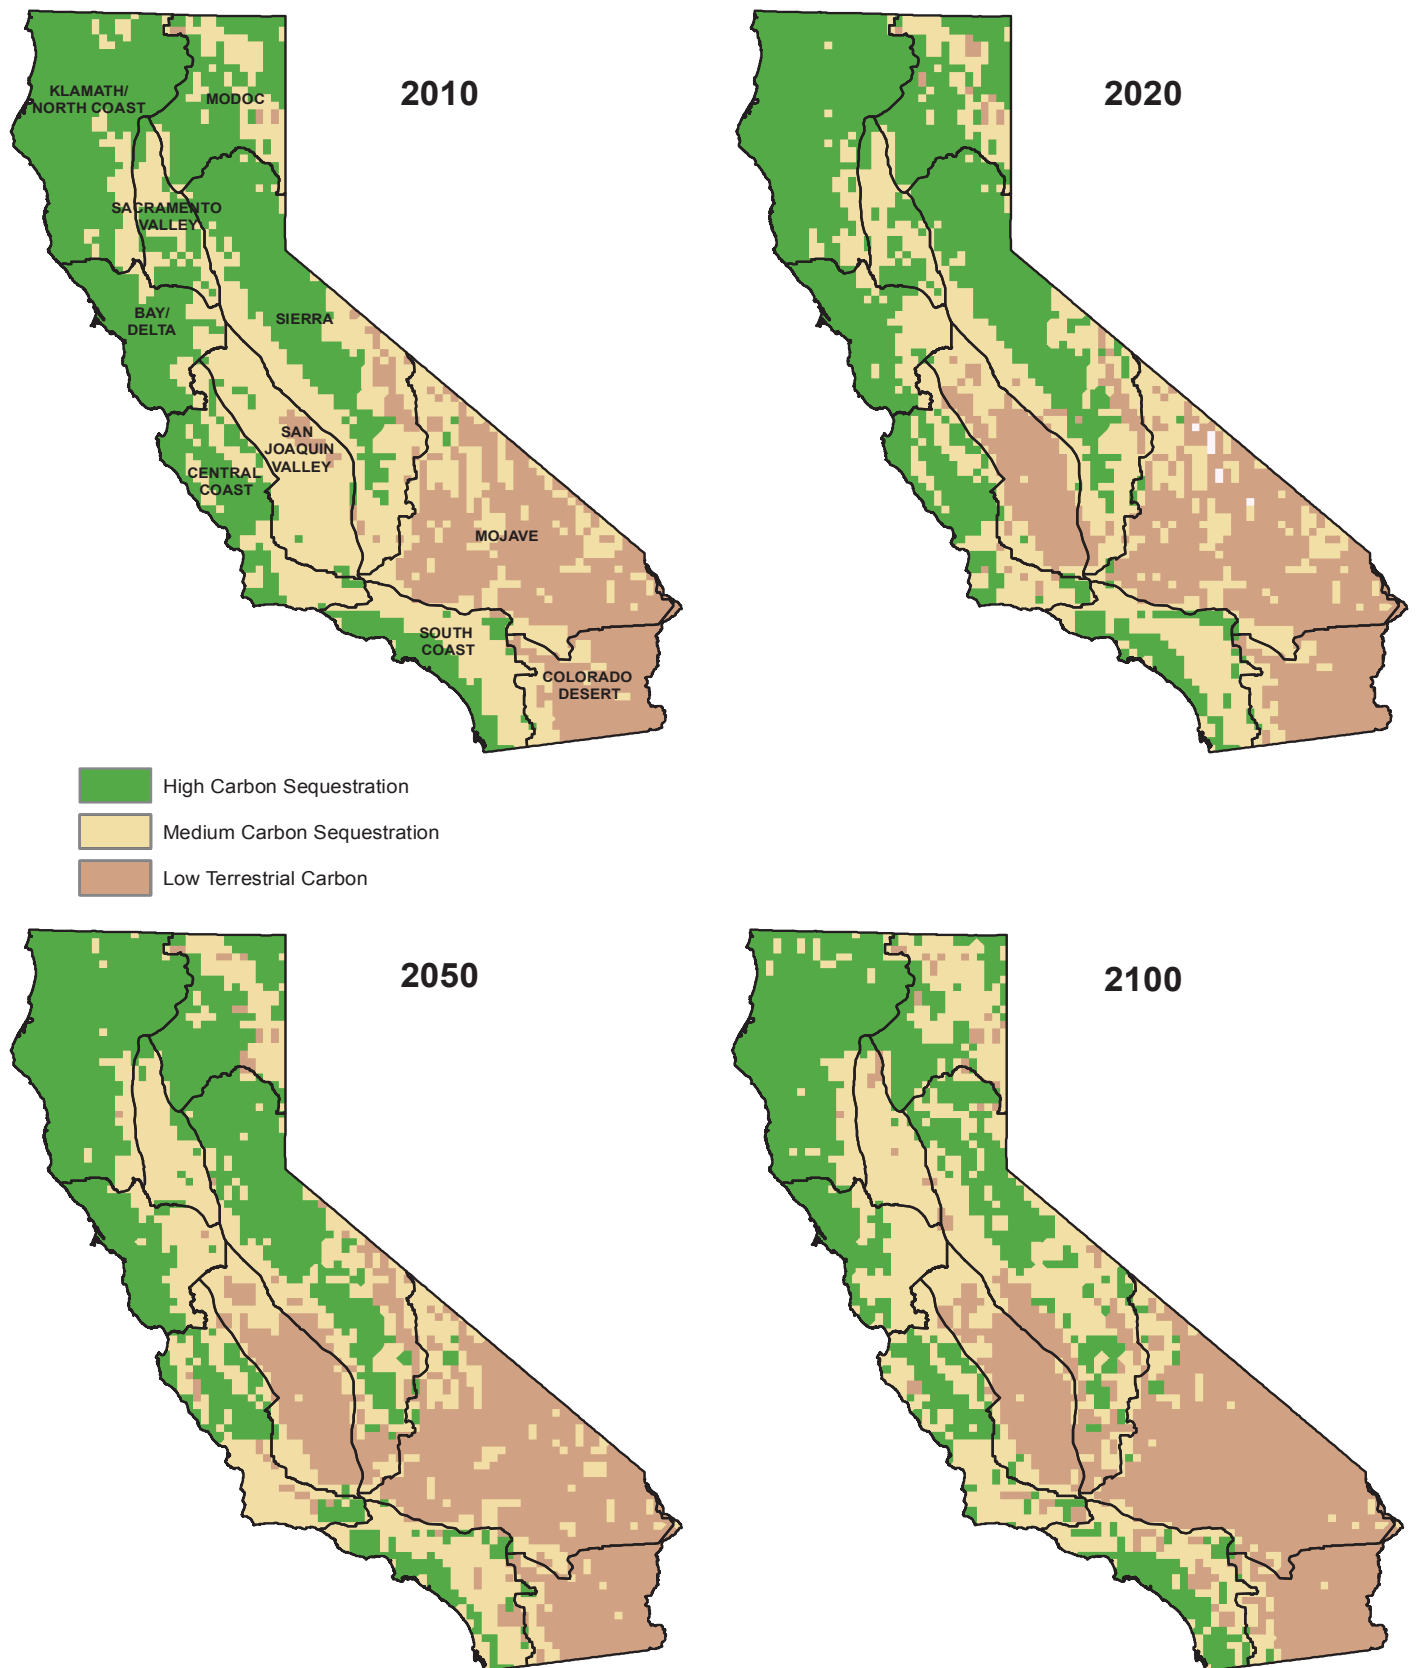 2010
2020
KLAMATH/
NORTH COAST
MODOC
SACRAMENTO
VALLEY
BAY/
DELTA
SIERRA
SAN
JOAQUIN
VALLEY
CENTRAL
COAST
MOJAVE
SOUTH
COAST
COLORADO
DESERT
High Carbon Sequestration
Medium Carbon Sequestration
Low Terrestrial Carbon
2050
2100